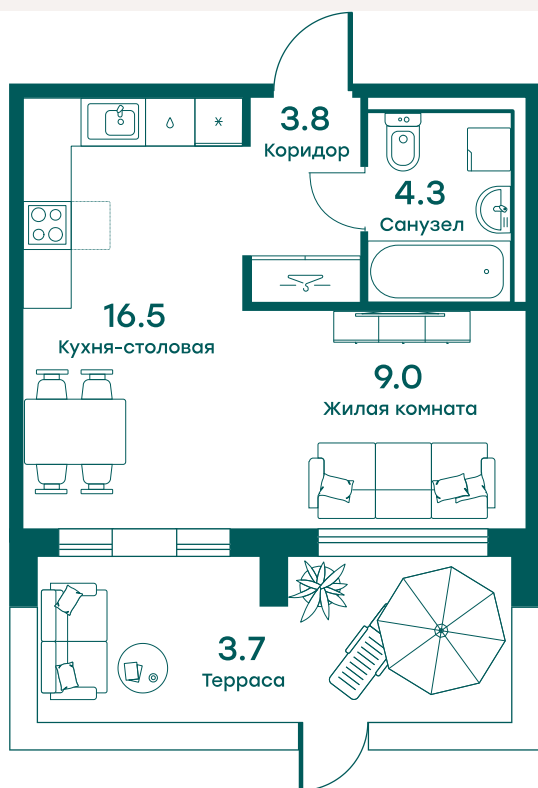 3.8
Коридор
4.3
Санузел
16.5
Кухня-столовая
9.0
Жилая комната
3.7
Терраса